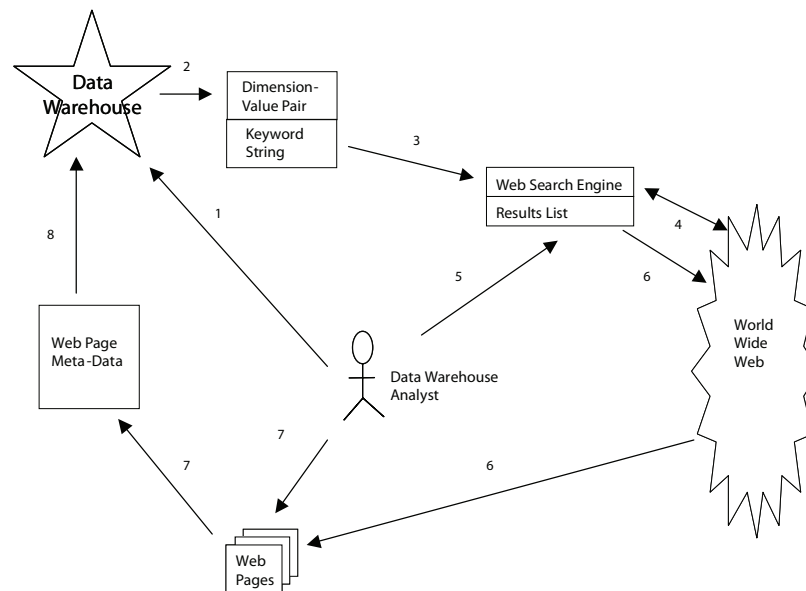 Data
Warehouse
2
Dimension-
Value Pair
Keyword
String
3
Web Search Engine
Results List
4
1
8
5
6
Web Page
Meta-Data
World
Wide
Web
Data Warehouse
Analyst
7
7
6
Web
Pages